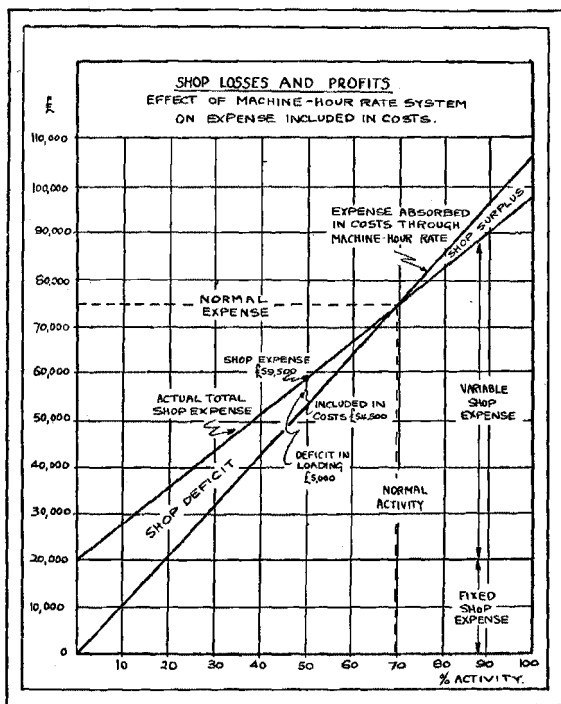 SHOP LOSSES AND PROFITS
EFFECT OF MACHINE-HOUR RATE SYSTEM
ON EXPENSE INCLUDED IN COSTS.
£
110,000
100,000
90,000
80,000
70,000
60,000
50,000
40,000
30,000
20,000
10,000
0
EXPENSE ABSORBED
IN COSTS THROUGH
MACHINE-HOUR RATE
SHOP SURPLUS
NORMAL
EXPENSE
SHOP EXPENSE
£59,500
ACTUAL TOTAL
SHOP EXPENSE
INCLUDED IN
COSTS £54,500
DEFICIT IN
LOADING
£5,000
SHOP DEFICIT
VARIABLE
SHOP
EXPENSE
NORMAL
ACTIVITY
FIXED
SHOP
EXPENSE
10 20 30 40 50 60 70 80 90 100
% ACTIVITY.